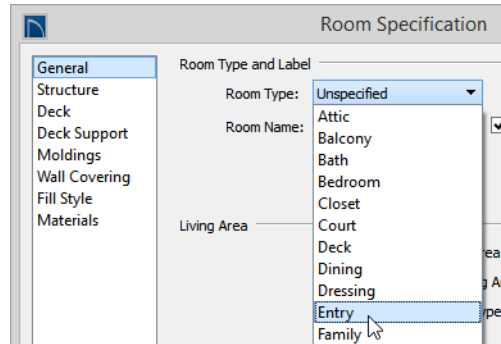 Room Specification
General
Structure
Deck
Deck Support
Moldings
Wall Covering
Fill Style
Materials
Room Type and Label
Room Type: Unspecified
Room Name:
Attic
Balcony
Bath
Bedroom
Closet
Court
Deck
Dining
Dressing
Entry
Family
Living Area